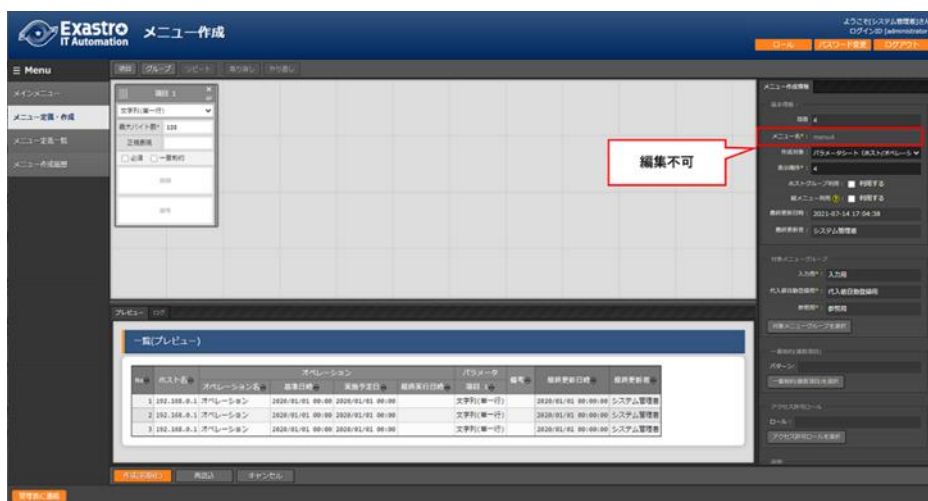 Exastro
IT Automation
メニュー作成
ようこそ[システム管理者]さん
ログインID [administrator
ロール
パスワード変更
ログアウト
Menu
メインメニュー
メニュー定義・作成
メニュー定義一覧
メニュー作成履歴
項目
グループ
リピート
取り消し
やり直し
項目 1
文字列(単一行)
最大バイト数* 128
正規表現
必須 一意制約
説明
備考
編集不可
メニュー作成情報
基本情報
項番 4
メニュー名* : menu4
作成対象 : パラメータシート (ホスト/オペレーシ
表示順序* : 4
ホストグループ利用 : 利用する
縦メニュー利用 : 利用する
最終更新日時 : 2021-07-14 17:04:38
最終更新者 : システム管理者
対象メニューグループ
入力用* : 入力用
代入値自動登録用* : 代入値自動登録用
参照用* : 参照用
対象メニューグループを選択
一意制約(複数項目)
パターン:
一意制約(複数項目)を選択
アクセス許可ロール
ロール :
アクセス許可ロールを選択
プレビュー ログ
一覧(プレビュー)
オペレーション パラメータ
No ホスト名 オペレーション名 基準日時 実施予定日 最終実行日時 項目 1 備考 最終更新日時 最終更新者
1 192.168.0.1 オペレーション 2020/01/01 00:00 2020/01/01 00:00 文字列(単一行) 2020/01/01 00:00:00 システム管理者
2 192.168.0.1 オペレーション 2020/01/01 00:00 2020/01/01 00:00 文字列(単一行) 2020/01/01 00:00:00 システム管理者
3 192.168.0.1 オペレーション 2020/01/01 00:00 2020/01/01 00:00 文字列(単一行) 2020/01/01 00:00:00 システム管理者
再読込
キャンセル
管理者に連絡